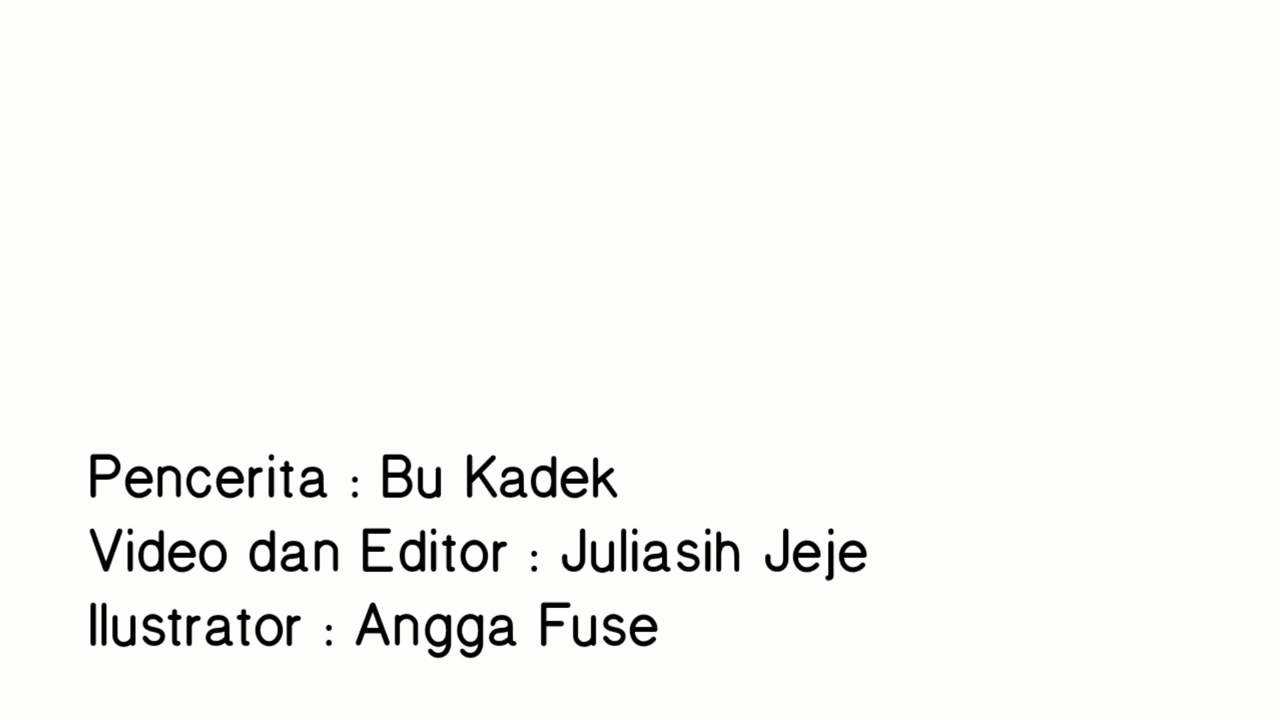 Pencerita : Bu Kadek
Video dan Editor : Juliasih Jeje
Ilustrator : Angga Fuse